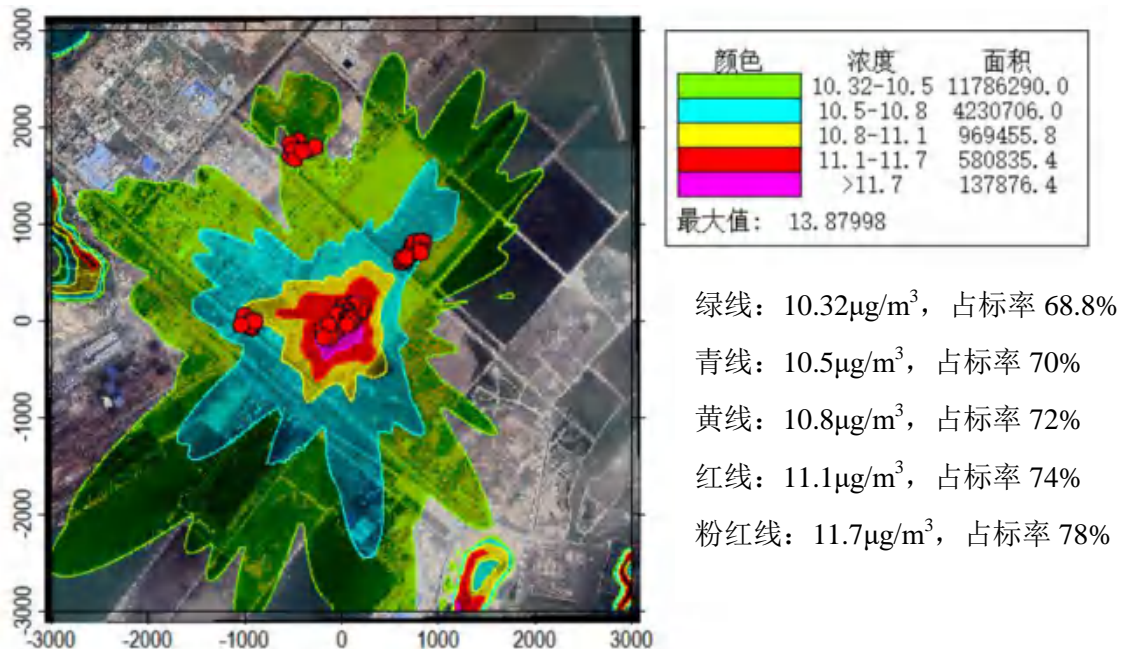 3000
2000
1000
0
-1000
-2000
-3000
-3000 -2000 -1000 0 1000 2000 3000
颜色 浓度 面积
10.32-10.5 11786290.0
10.5-10.8 4230706.0
10.8-11.1 969455.8
11.1-11.7 580835.4
>11.7 137876.4
最大值: 13.87998
绿线：10.32μg/m³，占标率 68.8%
青线：10.5μg/m³，占标率 70%
黄线：10.8μg/m³，占标率 72%
红线：11.1μg/m³，占标率 74%
粉红线：11.7μg/m³，占标率 78%